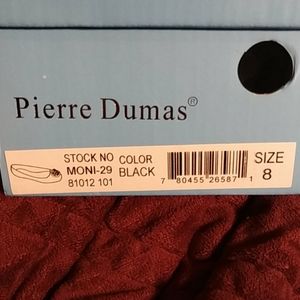 Pierre Dumas®
STOCK NO COLOR SIZE
MONI-29 BLACK 8
81012 101
7 80455 26587 1